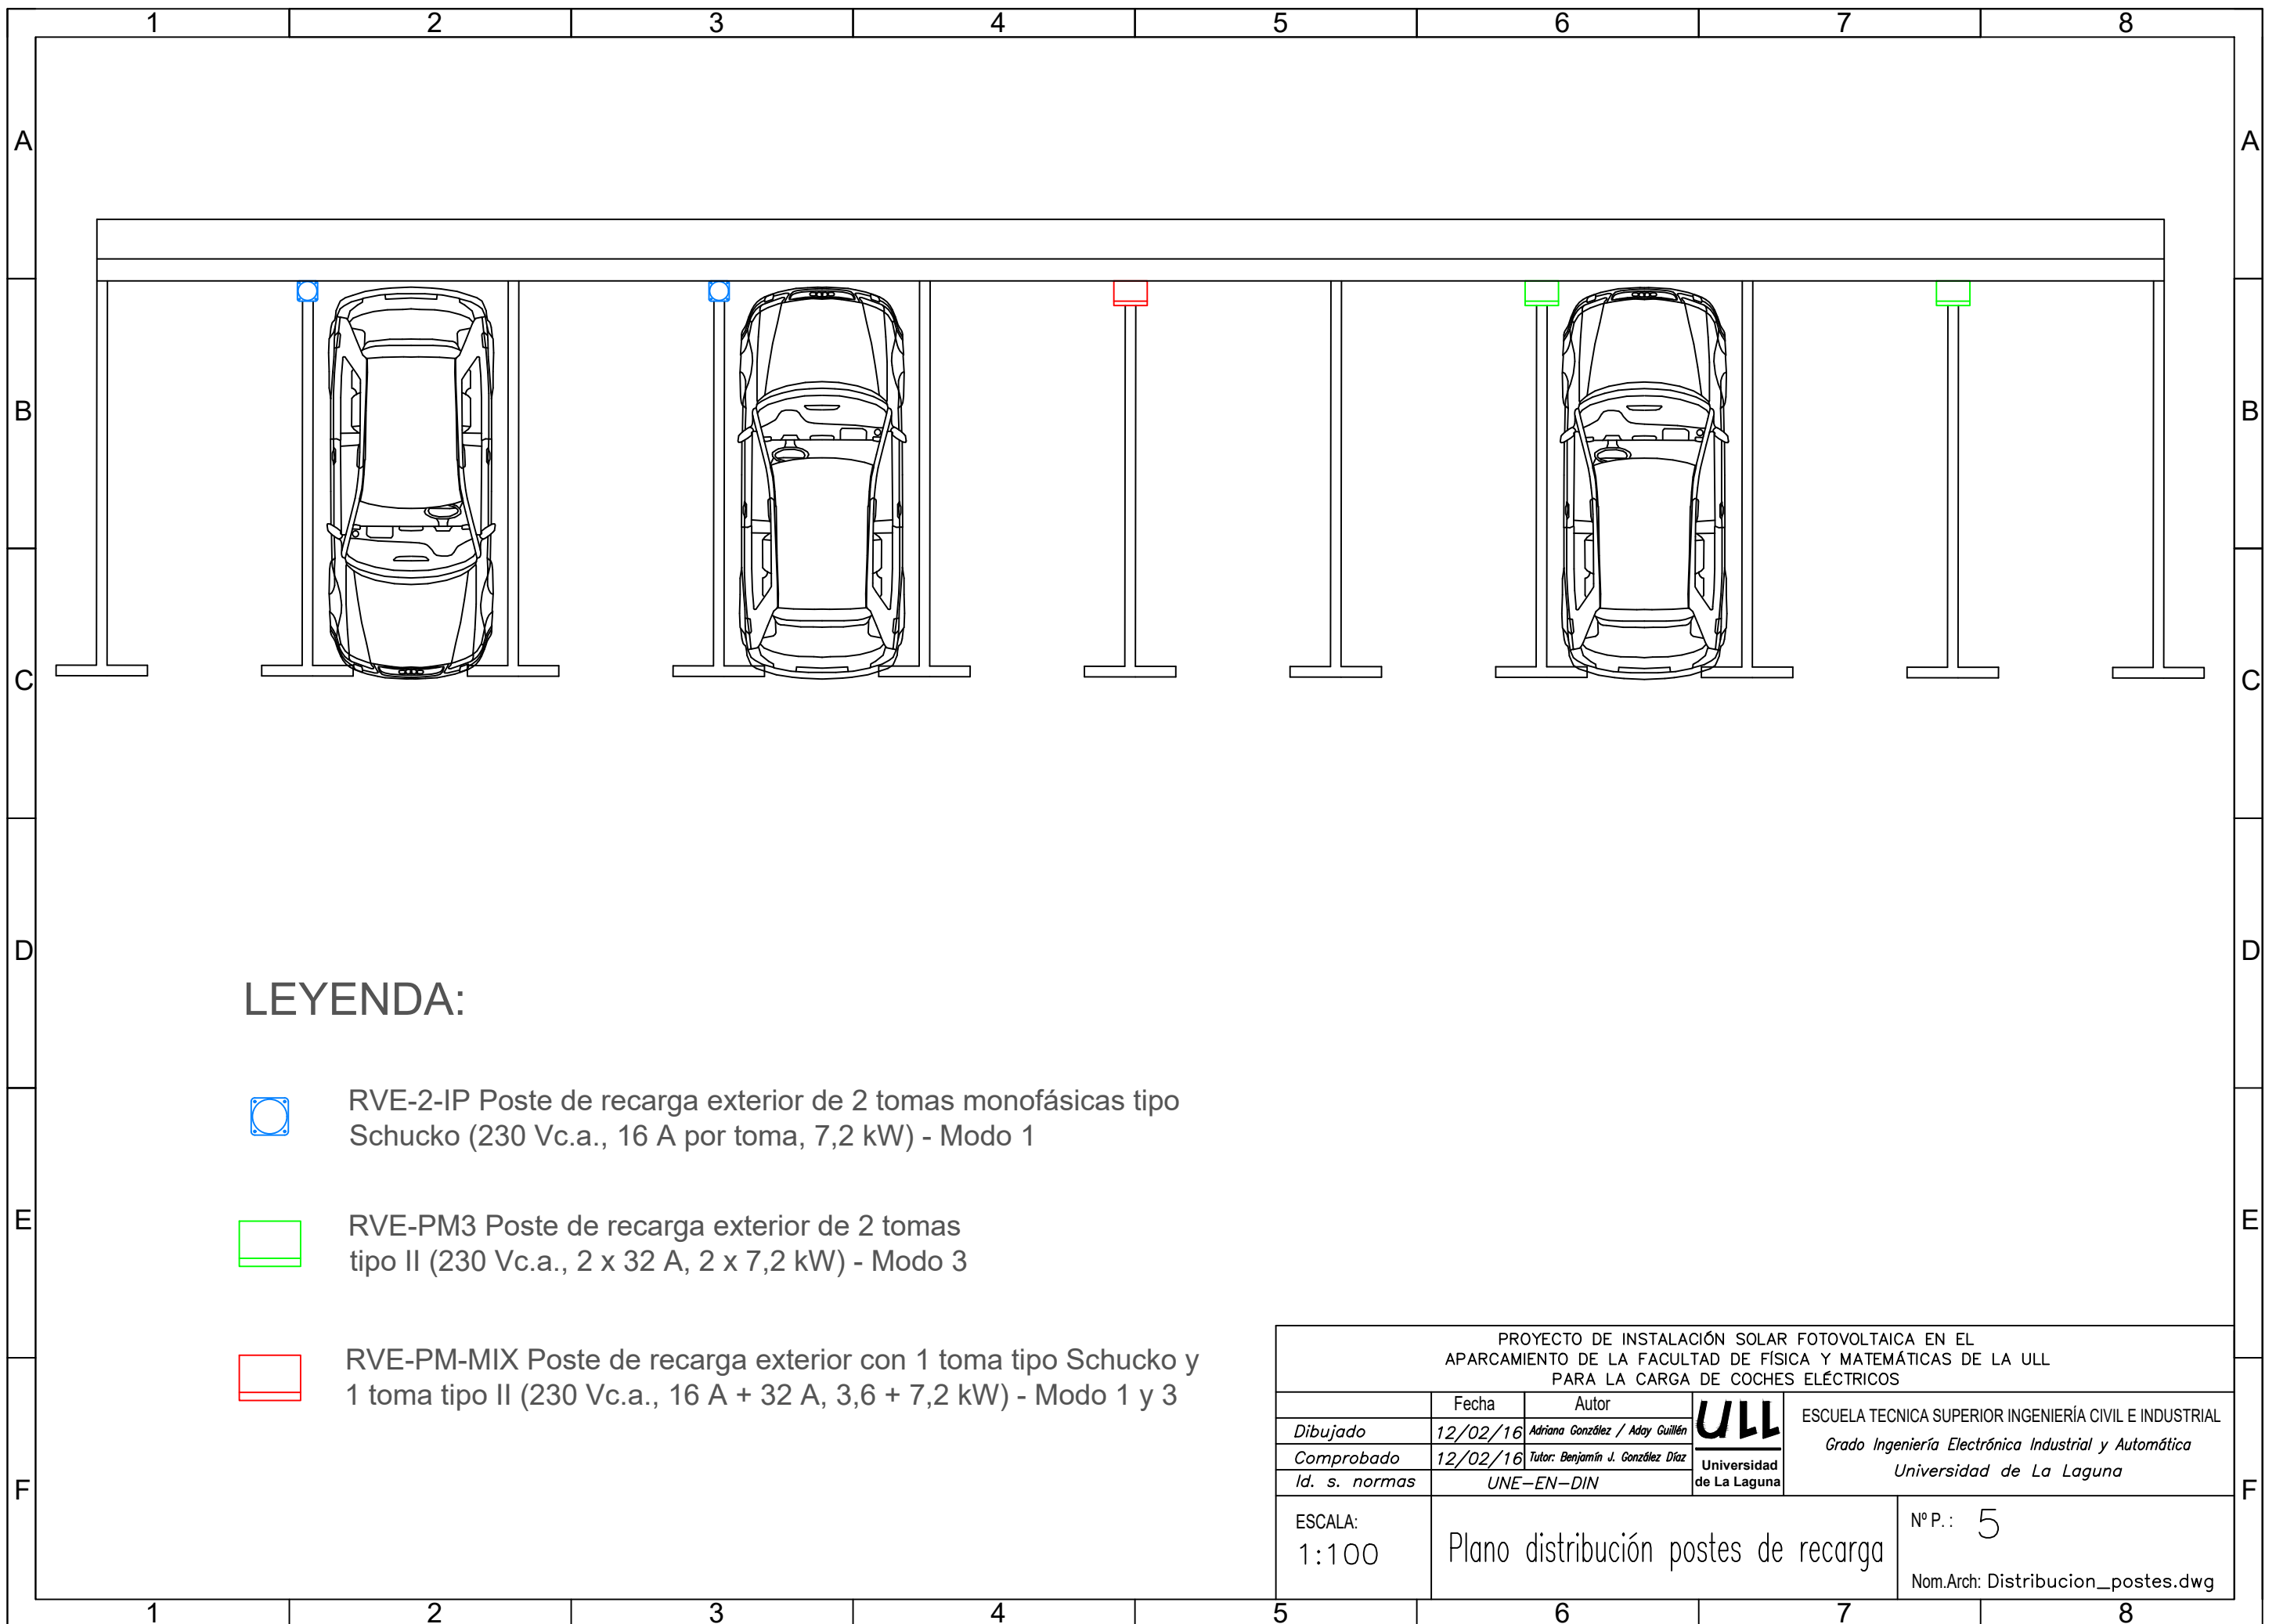 1 2 3 4 5 6 7 8
A A
B B
C C
D D
LEYENDA:
RVE-2-IP Poste de recarga exterior de 2 tomas monofásicas tipo
Schucko (230 Vc.a., 16 A por toma, 7,2 kW) - Modo 1
E E
RVE-PM3 Poste de recarga exterior de 2 tomas
tipo II (230 Vc.a., 2 x 32 A, 2 x 7,2 kW) - Modo 3
RVE-PM-MIX Poste de recarga exterior con 1 toma tipo Schucko y
1 toma tipo II (230 Vc.a., 16 A + 32 A, 3,6 + 7,2 kW) - Modo 1 y 3
F F
PROYECTO DE INSTALACIÓN SOLAR FOTOVOLTAICA EN EL
APARCAMIENTO DE LA FACULTAD DE FÍSICA Y MATEMÁTICAS DE LA ULL
PARA LA CARGA DE COCHES ELÉCTRICOS
Fecha Autor
Dibujado 12/02/16 Adriana González / Aday Guillén
Comprobado 12/02/16 Tutor: Benjamín J. González Díaz
Id. s. normas UNE-EN-DIN
ULL
Universidad
de La Laguna
ESCUELA TECNICA SUPERIOR INGENIERÍA CIVIL E INDUSTRIAL
Grado Ingeniería Electrónica Industrial y Automática
Universidad de La Laguna
ESCALA:
1:100
Plano distribución postes de recarga
Nº P.: 5
Nom.Arch: Distribucion_postes.dwg
1 2 3 4 5 6 7 8